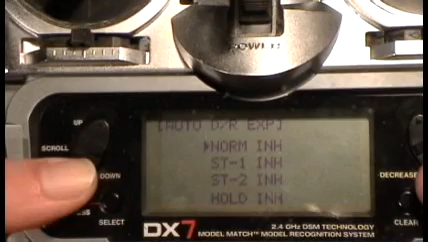 POWER
[AUTO D/R EXP]
UP
NORM INH
SCROLL
ST-1 INH
DOWN
DECREASE
ST-2 INH
SELECT
HOLD INH
CLEAR
DX7
2.4 GHz DSM TECHNOLOGY
MODEL MATCH™ MODEL RECOGNITION SYSTEM